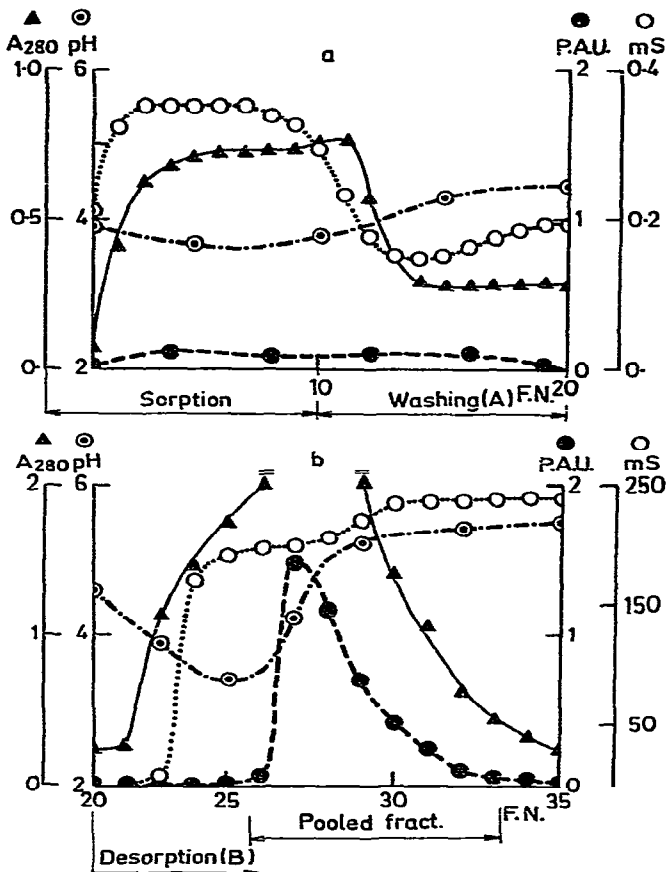 a
A280 pH P.A.U. mS
1·0 6 2 0·4
0·5 4 1 0·2
0· 2 0 0·
10 20
Sorption Washing(A) F.N.
b
A280 pH P.A.U. mS
2 6 2 250
150
1 4 1
50
0 2 0
20 25 30 35
Pooled fract. F.N.
Desorption(B)